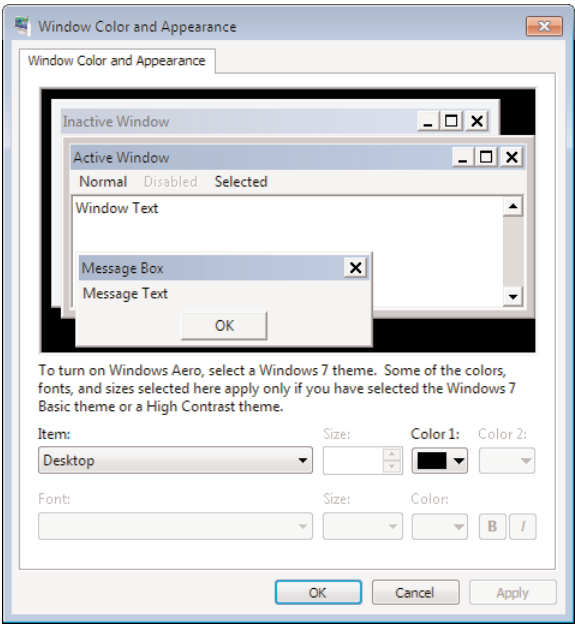 Window Color and Appearance
Window Color and Appearance
Inactive Window
Active Window
Normal Disabled Selected
Window Text
Message Box
Message Text
OK
To turn on Windows Aero, select a Windows 7 theme. Some of the colors,
fonts, and sizes selected here apply only if you have selected the Windows 7
Basic theme or a High Contrast theme.
Item: Size: Color 1: Color 2:
Desktop
Font: Size: Color:
B I
OK Cancel Apply